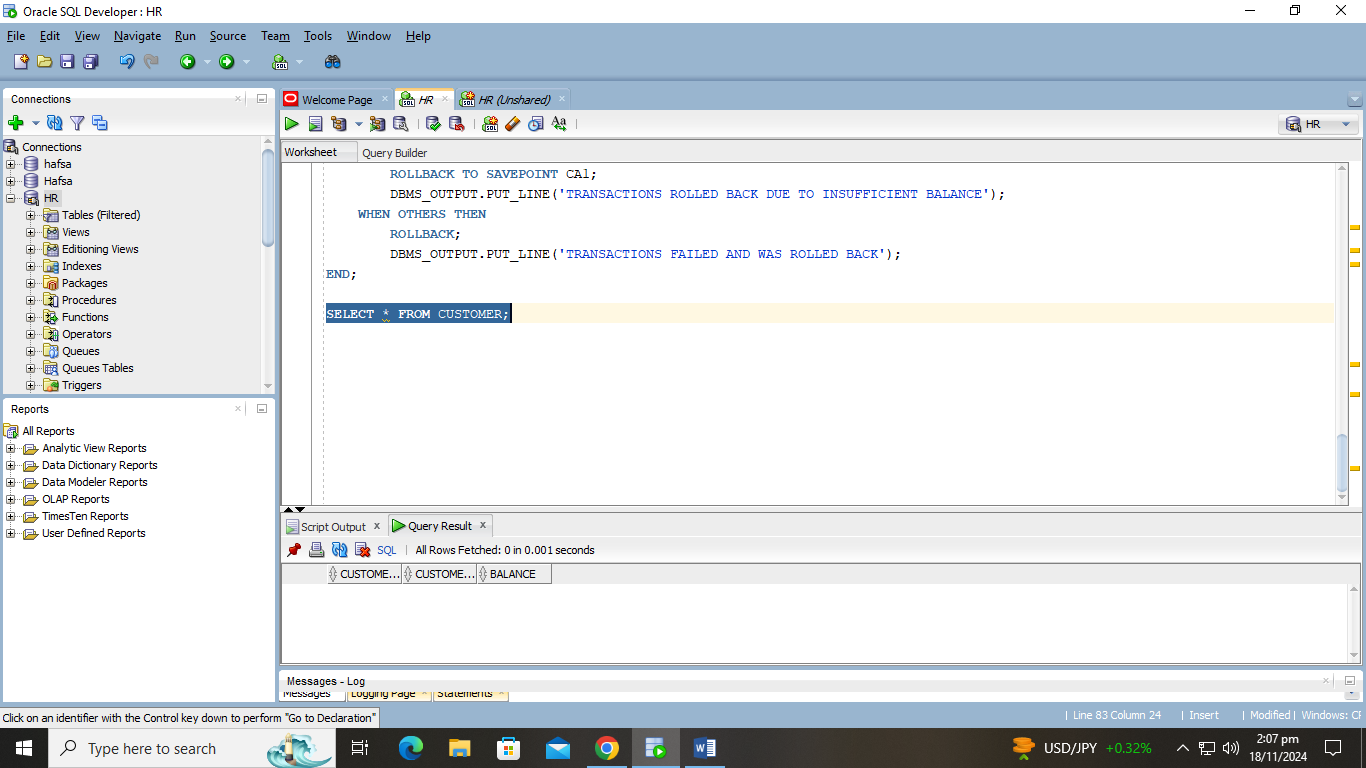 Oracle SQL Developer : HR
File Edit View Navigate Run Source Team Tools Window Help
Connections
Connections
hafsa
Hafsa
HR
Tables (Filtered)
Views
Editioning Views
Indexes
Packages
Procedures
Functions
Operators
Queues
Queues Tables
Triggers
Reports
All Reports
Analytic View Reports
Data Dictionary Reports
Data Modeler Reports
OLAP Reports
TimesTen Reports
User Defined Reports
Welcome Page HR HR (Unshared)
HR
Worksheet Query Builder
ROLLBACK TO SAVEPOINT CA1;
DBMS_OUTPUT.PUT_LINE('TRANSACTIONS ROLLED BACK DUE TO INSUFFICIENT BALANCE');
WHEN OTHERS THEN
ROLLBACK;
DBMS_OUTPUT.PUT_LINE('TRANSACTIONS FAILED AND WAS ROLLED BACK');
END;
SELECT * FROM CUSTOMER;
Script Output x Query Result x
SQL | All Rows Fetched: 0 in 0.001 seconds
CUSTOME... CUSTOME... BALANCE
Messages - Log
Messages Logging Page Statements
Click on an identifier with the Control key down to perform "Go to Declaration"
Line 83 Column 24 | Insert | Modified | Windows:
Type here to search
USD/JPY +0.32%
2:07 pm
18/11/2024